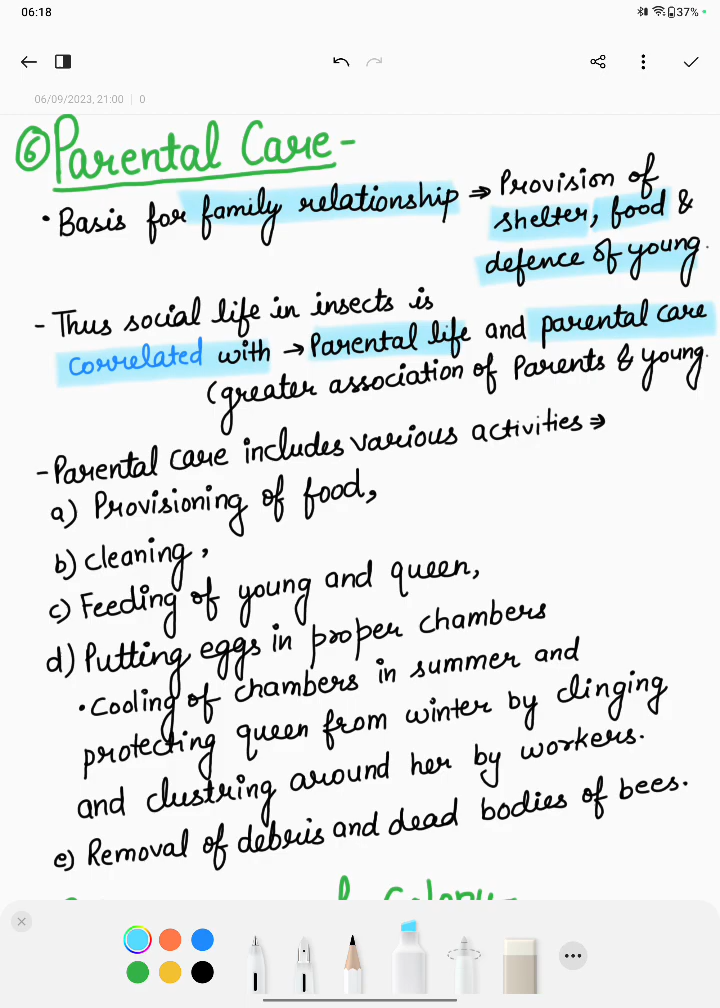 06:18
37%
06/09/2023, 21:00 | 0
⑥ Parental Care -
• Basis for family relationship → Provision of
shelter, food &
defence of young.
- Thus social life in insects is
correlated with → Parental life and parental care
(greater association of Parents & young.
- Parental care includes various activities ⇒
a) Provisioning of food,
b) cleaning,
c) Feeding of young and queen,
d) Putting eggs in proper chambers
• Cooling of chambers in summer and
protecting queen from winter by clinging
and clustring around her by workers.
e) Removal of debris and dead bodies of bees.